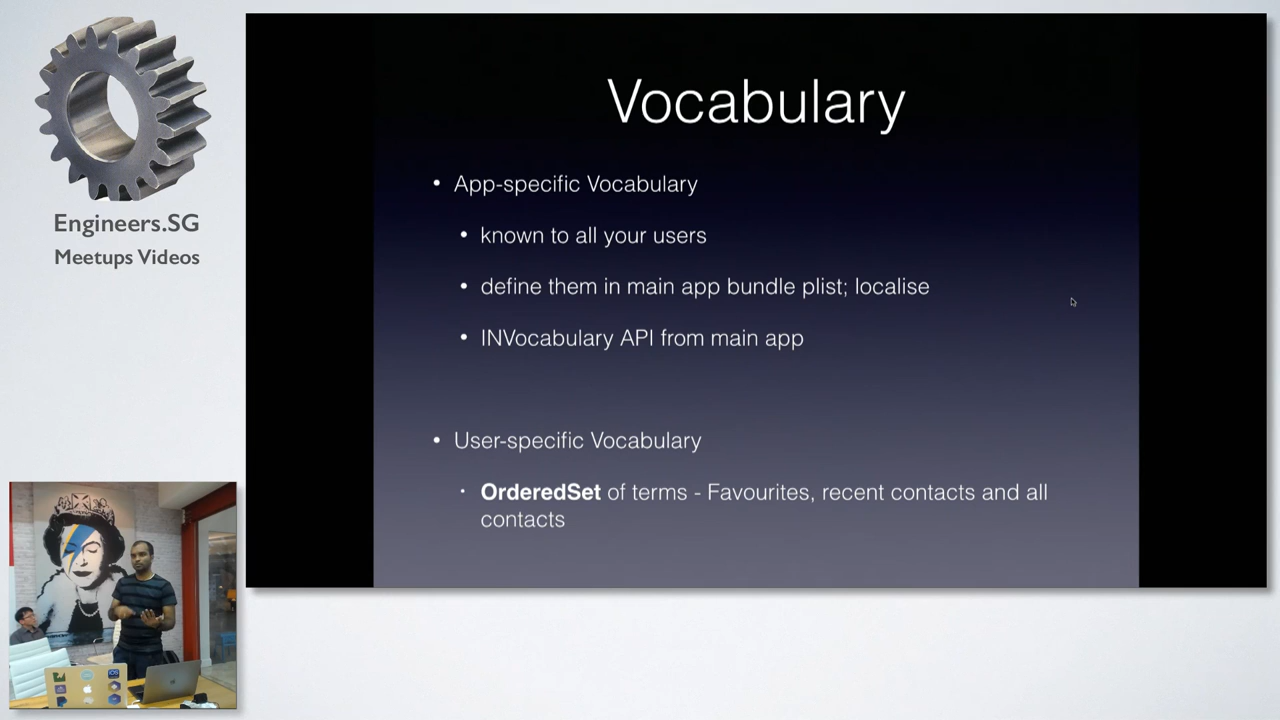 Engineers.SG
Meetups Videos
Vocabulary
• App-specific Vocabulary
• known to all your users
• define them in main app bundle plist; localise
• INVocabulary API from main app
• User-specific Vocabulary
• OrderedSet of terms - Favourites, recent contacts and all
contacts